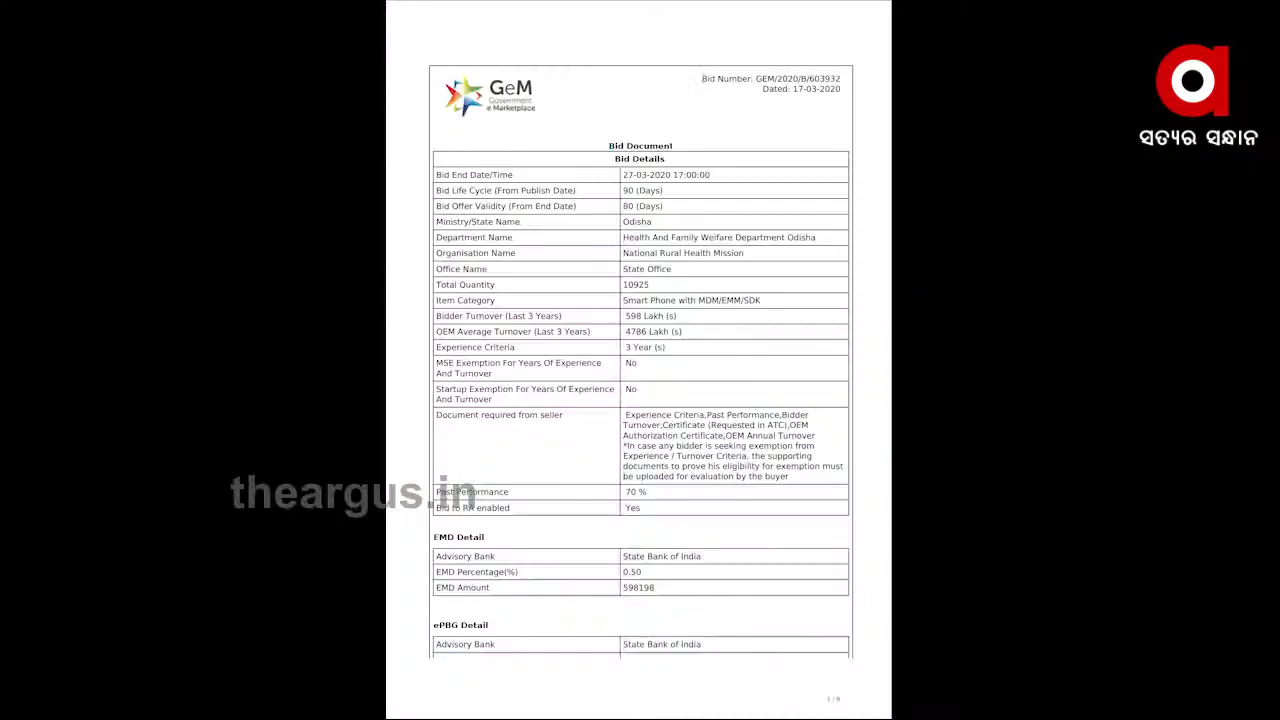 GeM
Government
e Marketplace
Bid Number: GEM/2020/B/603932
Dated: 17-03-2020
Bid Document
Bid Details
Bid End Date/Time 27-03-2020 17:00:00
Bid Life Cycle (From Publish Date) 90 (Days)
Bid Offer Validity (From End Date) 80 (Days)
Ministry/State Name Odisha
Department Name Health And Family Welfare Department Odisha
Organisation Name National Rural Health Mission
Office Name State Office
Total Quantity 10925
Item Category Smart Phone with MDM/EMM/SDK
Bidder Turnover (Last 3 Years) 598 Lakh (s)
OEM Average Turnover (Last 3 Years) 4786 Lakh (s)
Experience Criteria 3 Year (s)
MSE Exemption For Years Of Experience No
And Turnover
Startup Exemption For Years Of Experience No
And Turnover
Document required from seller Experience Criteria,Past Performance,Bidder
Turnover,Certificate (Requested in ATC),OEM
Authorization Certificate,OEM Annual Turnover
*In case any bidder is seeking exemption from
Experience / Turnover Criteria, the supporting
documents to prove his eligibility for exemption must
be uploaded for evaluation by the buyer
Past Performance 70 %
Bid to RA enabled Yes
EMD Detail
Advisory Bank State Bank of India
EMD Percentage(%) 0.50
EMD Amount 598198
ePBG Detail
Advisory Bank State Bank of India
1 / 9
theargus.in
ସତ୍ୟର ସନ୍ଧାନ